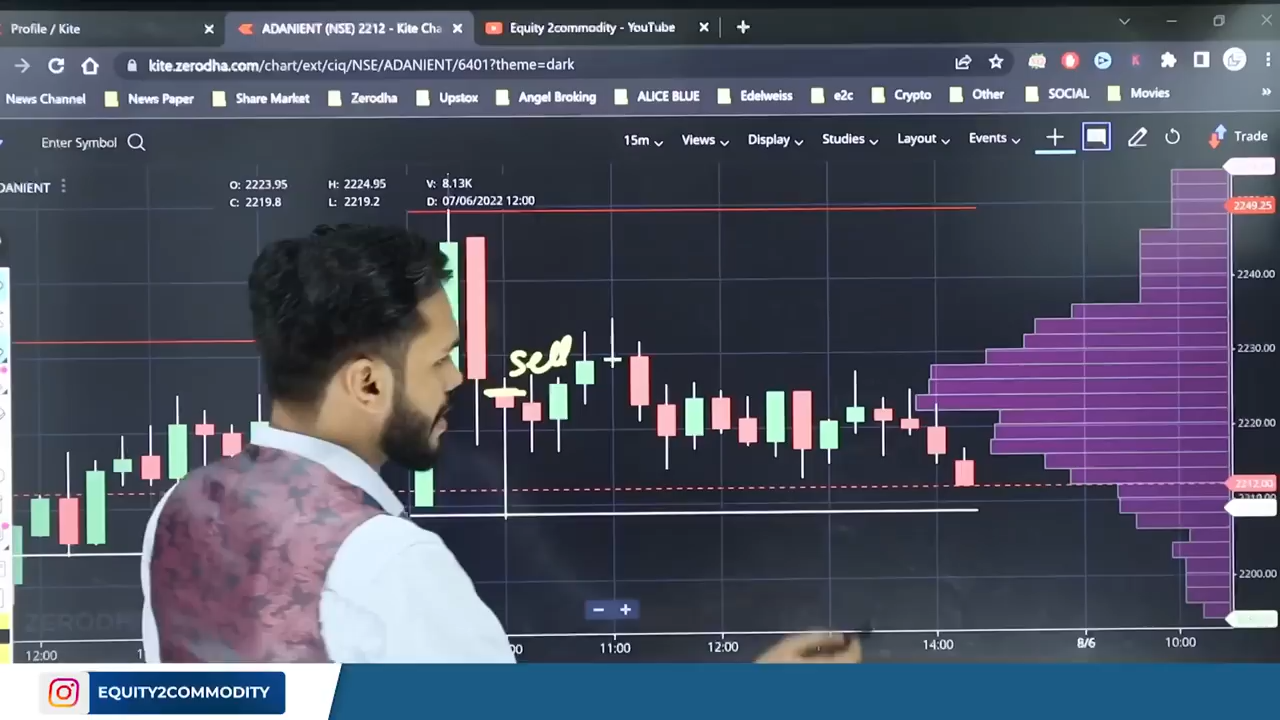 Profile / Kite
ADANIENT (NSE) 2212 - Kite Cha
Equity 2commodity - YouTube
kite.zerodha.com/chart/ext/ciq/NSE/ADANIENT/6401?theme=dark
News Channel News Paper Share Market Zerodha Upstox Angel Broking ALICE BLUE Edelweiss e2c Crypto Other SOCIAL Movies »
Enter Symbol 15m Views Display Studies Layout Events Trade
DANIENT
O: 2223.95 H: 2224.95 V: 8.13K
C: 2219.8 L: 2219.2 D: 07/06/2022 12:00
2249.25
2240.00
2230.00
sell
2220.00
2212.00
2200.00
12:00 11:00 12:00 14:00 8/6 10:00
EQUITY2COMMODITY